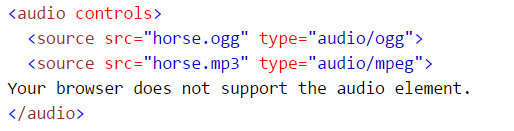 <audio controls>
  <source src="horse.ogg" type="audio/ogg">
  <source src="horse.mp3" type="audio/mpeg">
Your browser does not support the audio element.
</audio>